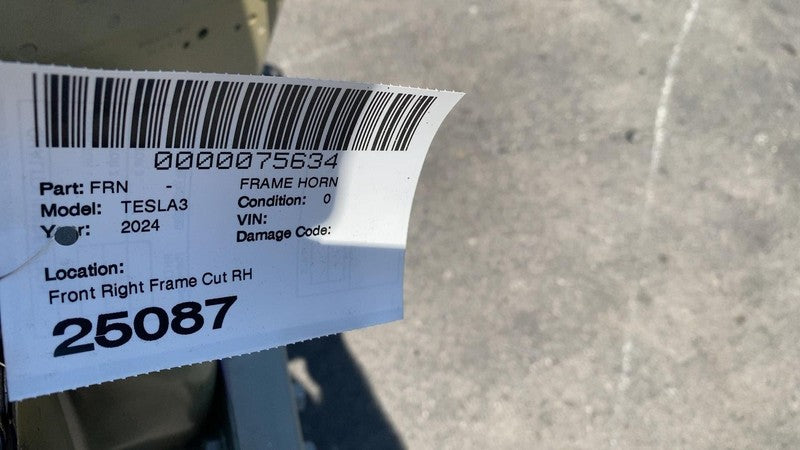 0000075634
Part: FRN - FRAME HORN
Model: TESLA3 Condition: 0
Year: 2024 VIN:
Damage Code:
Location:
Front Right Frame Cut RH
25087